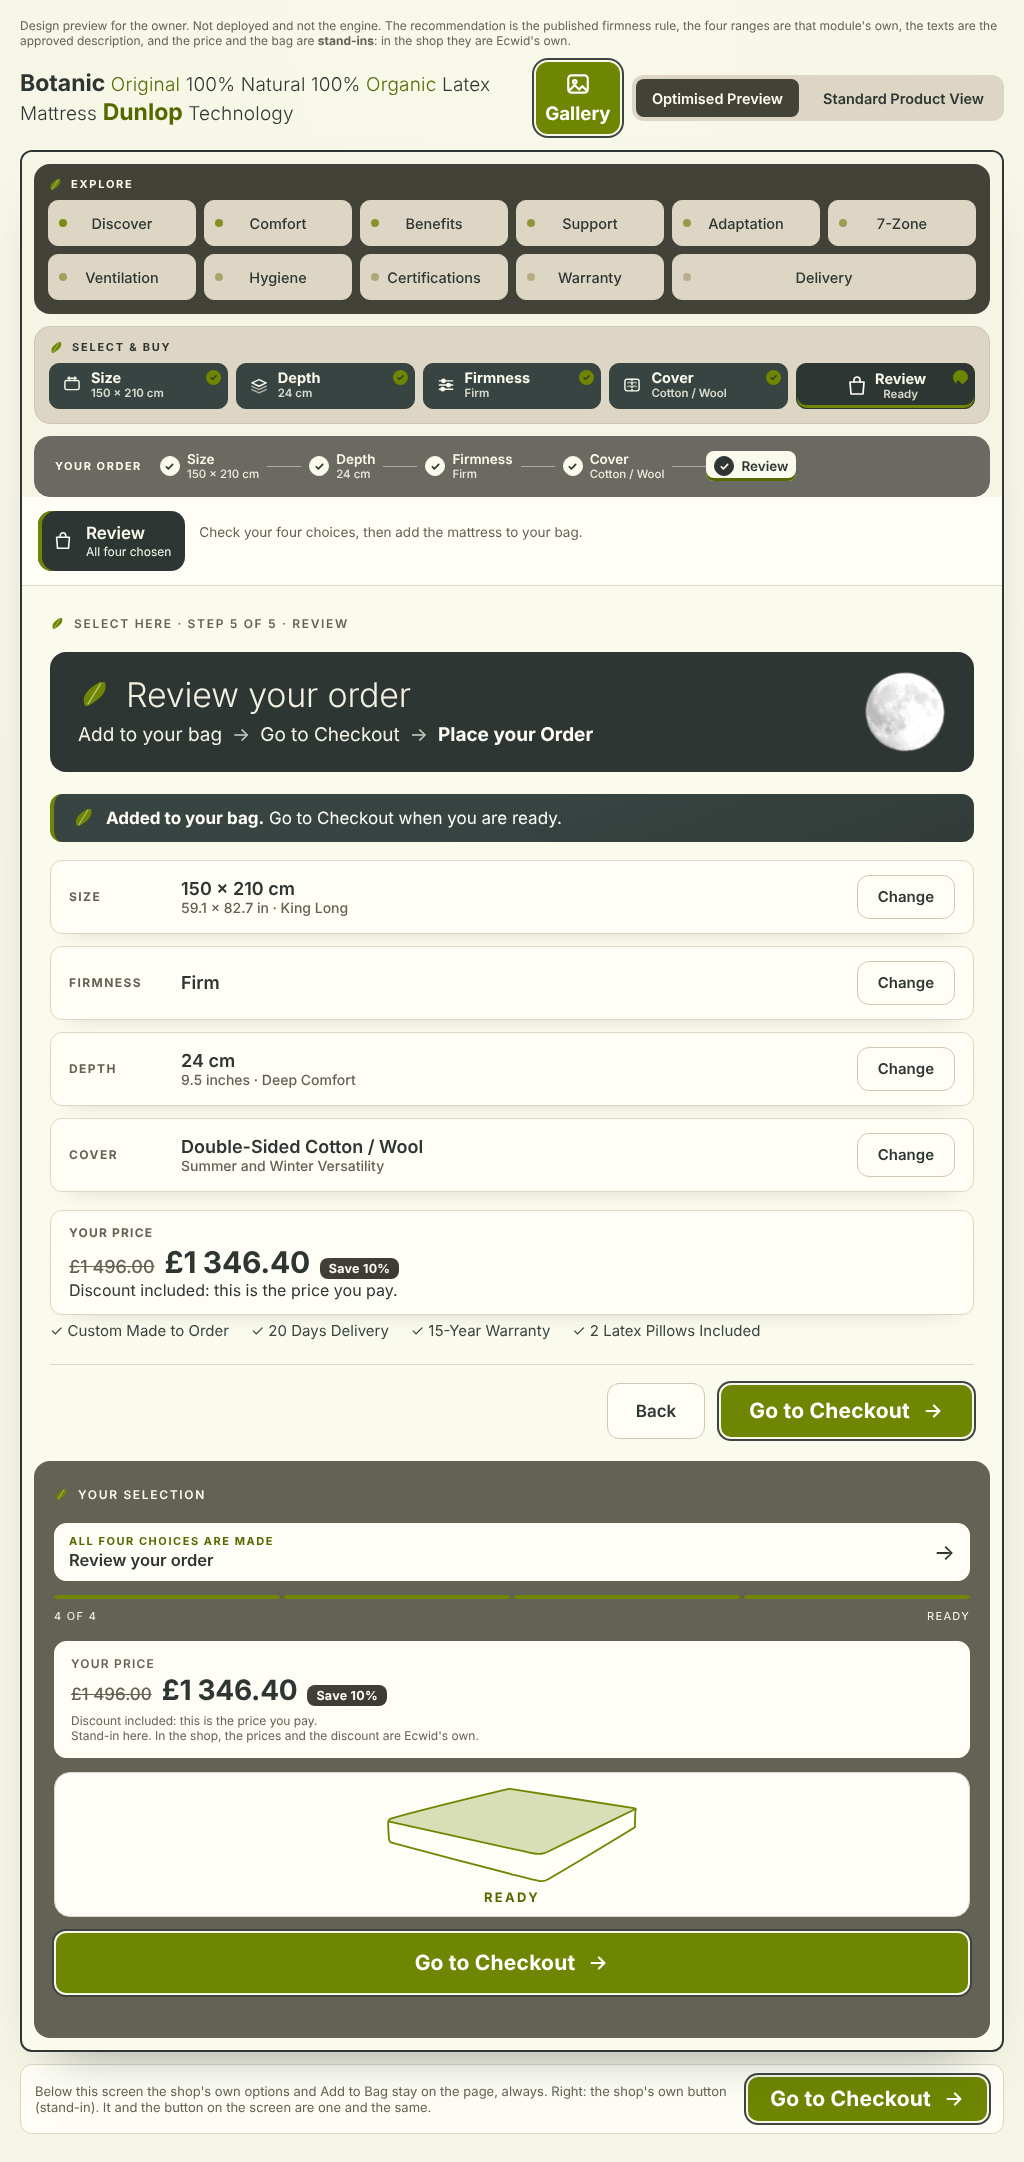 Design preview for the owner. Not deployed and not the engine. The recommendation is the published firmness rule, the four ranges are that module's own, the texts are the
approved description, and the price and the bag are stand-ins: in the shop they are Ecwid's own.
Botanic Original 100% Natural 100% Organic Latex
Mattress Dunlop Technology
Gallery
Optimised Preview
Standard Product View
EXPLORE
Discover
Comfort
Benefits
Support
Adaptation
7-Zone
Ventilation
Hygiene
Certifications
Warranty
Delivery
SELECT & BUY
Size
150 × 210 cm
Depth
24 cm
Firmness
Firm
Cover
Cotton / Wool
Review
Ready
YOUR ORDER
Size
150 × 210 cm
Depth
24 cm
Firmness
Firm
Cover
Cotton / Wool
Review
Review
All four chosen
Check your four choices, then add the mattress to your bag.
SELECT HERE · STEP 5 OF 5 · REVIEW
Review your order
Add to your bag → Go to Checkout → Place your Order
Added to your bag. Go to Checkout when you are ready.
SIZE
150 × 210 cm
59.1 × 82.7 in · King Long
Change
FIRMNESS
Firm
Change
DEPTH
24 cm
9.5 inches · Deep Comfort
Change
COVER
Double-Sided Cotton / Wool
Summer and Winter Versatility
Change
YOUR PRICE
£1 496.00 £1 346.40 Save 10%
Discount included: this is the price you pay.
✓ Custom Made to Order ✓ 20 Days Delivery ✓ 15-Year Warranty ✓ 2 Latex Pillows Included
Back
Go to Checkout →
YOUR SELECTION
ALL FOUR CHOICES ARE MADE
Review your order →
4 OF 4
READY
YOUR PRICE
£1 496.00 £1 346.40 Save 10%
Discount included: this is the price you pay.
Stand-in here. In the shop, the prices and the discount are Ecwid's own.
READY
Go to Checkout →
Below this screen the shop's own options and Add to Bag stay on the page, always. Right: the shop's own button
(stand-in). It and the button on the screen are one and the same.
Go to Checkout →